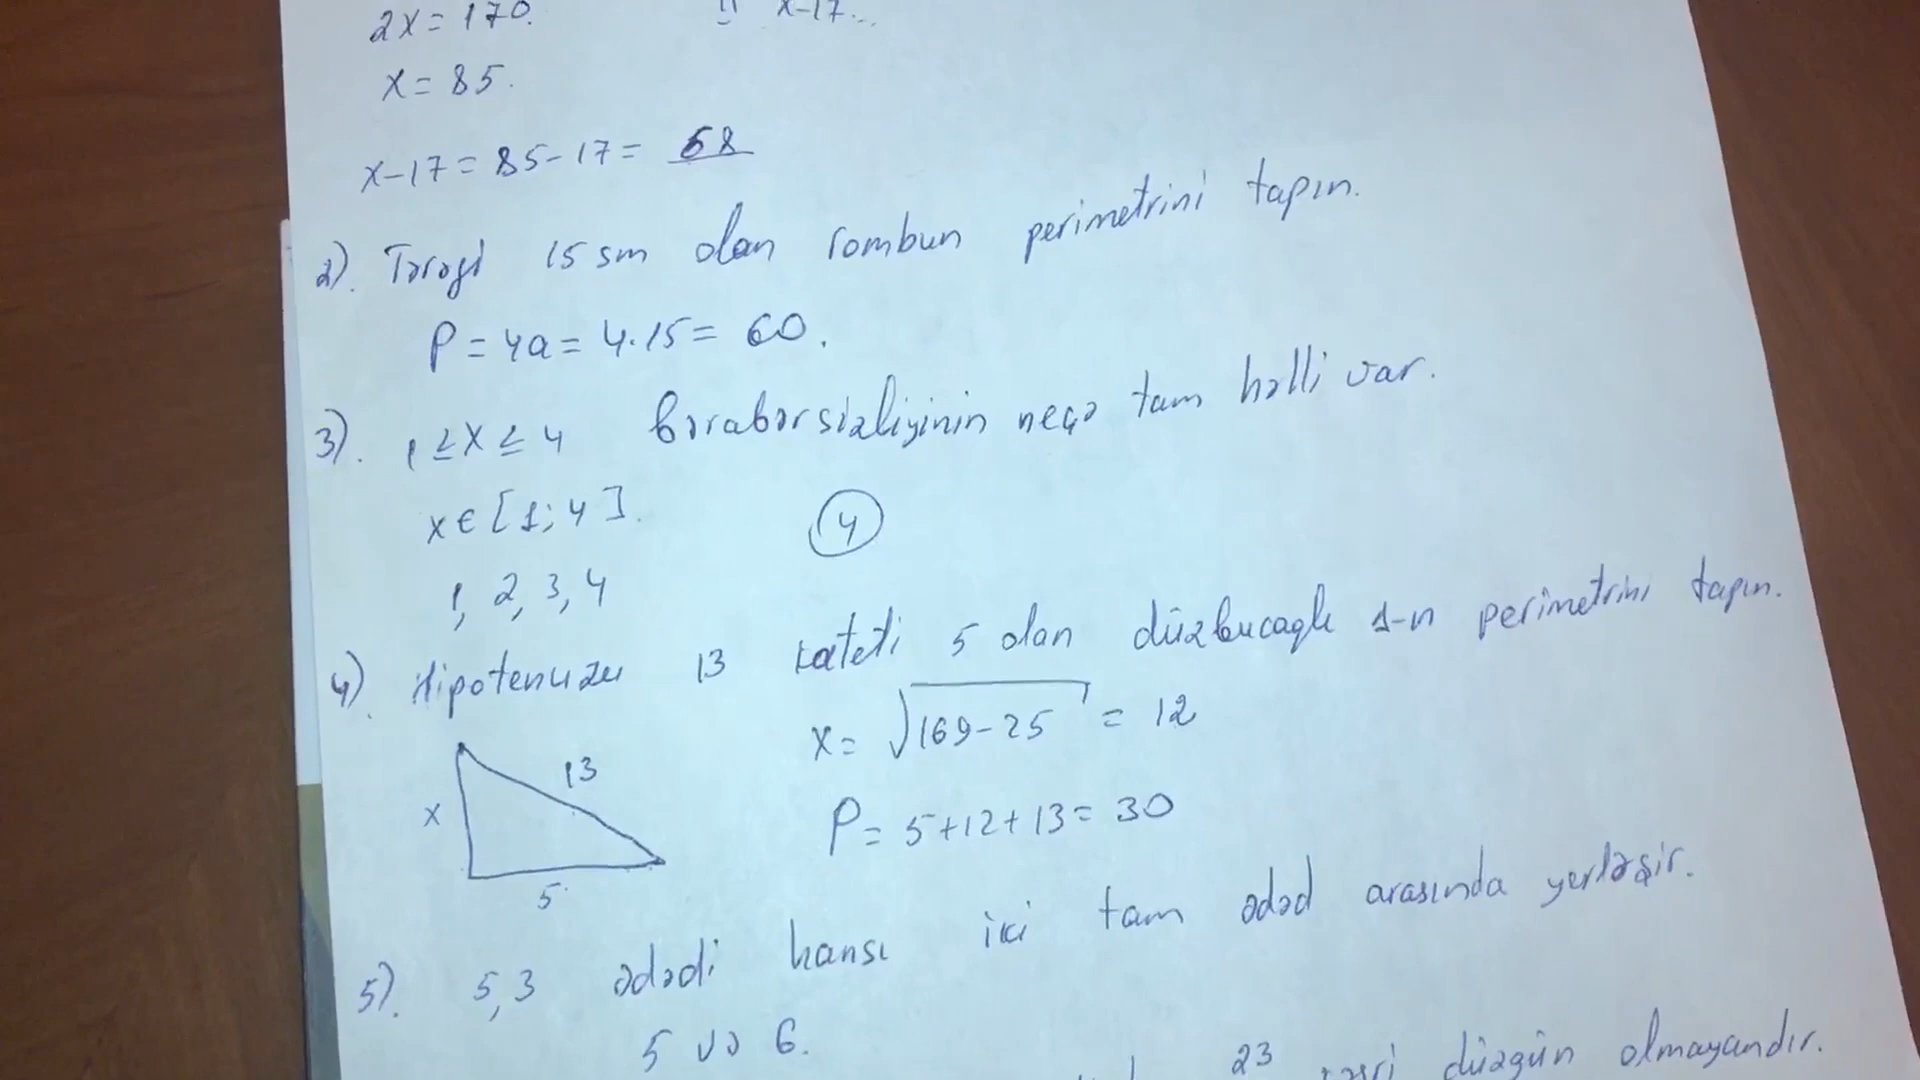 2x = 170.
x-17...
x = 85.
x-17 = 85-17 = 68
2). Tərəfi 15 sm olan rombun perimetrini tapın.
P = 4a = 4·15 = 60.
3). 1 ≤ x ≤ 4 bərabərsizliyinin neçə tam həlli var.
x ∈ [1; 4].
4
1, 2, 3, 4
4). Hipotenuzu 13 kateti 5 olan düzbucaqlı Δ-n perimetrini tapın.
x = √169-25 = 12
13
x
P = 5+12+13 = 30
5
5). 5,3 ədədi hansı iki tam ədəd arasında yerləşir.
5 və 6.
23 düzgün olmayandır.